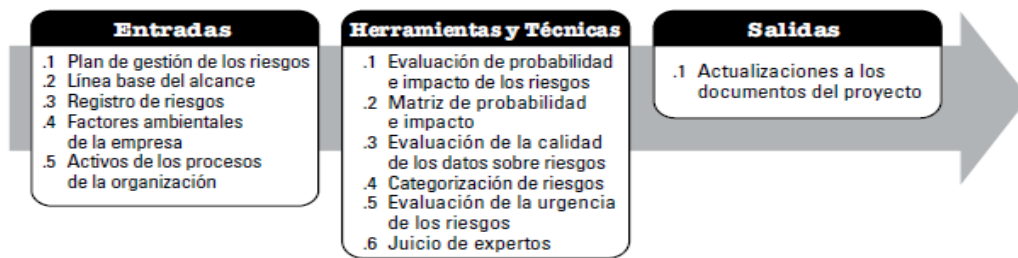 Entradas
.1 Plan de gestión de los riesgos
.2 Línea base del alcance
.3 Registro de riesgos
.4 Factores ambientales
de la empresa
.5 Activos de los procesos
de la organización
Herramientas y Técnicas
.1 Evaluación de probabilidad
e impacto de los riesgos
.2 Matriz de probabilidad
e impacto
.3 Evaluación de la calidad
de los datos sobre riesgos
.4 Categorización de riesgos
.5 Evaluación de la urgencia
de los riesgos
.6 Juicio de expertos
Salidas
.1 Actualizaciones a los
documentos del proyecto